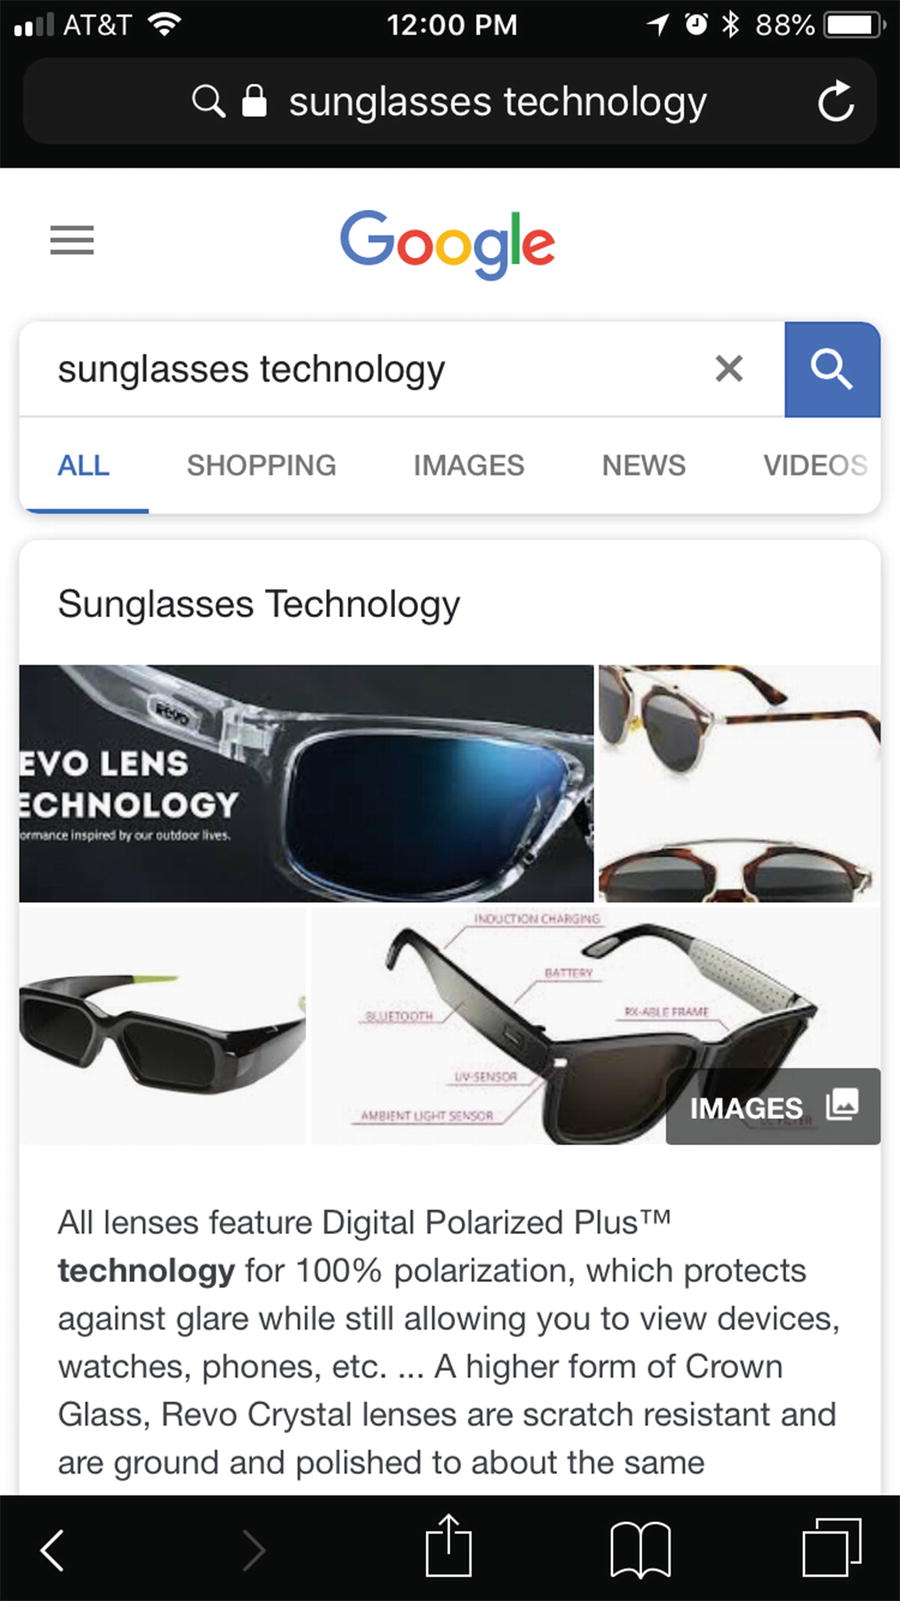 AT&T 12:00 PM 88%
sunglasses technology
Google
sunglasses technology
ALL SHOPPING IMAGES NEWS VIDEOS
Sunglasses Technology
REVO
EVO LENS
ECHNOLOGY
ormance inspired by our outdoor lives.
INDUCTION CHARGING
BATTERY
BLUETOOTH
RX-ABLE FRAME
UV-SENSOR
AMBIENT LIGHT SENSOR
IMAGES
All lenses feature Digital Polarized Plus™
technology for 100% polarization, which protects
against glare while still allowing you to view devices,
watches, phones, etc. ... A higher form of Crown
Glass, Revo Crystal lenses are scratch resistant and
are ground and polished to about the same